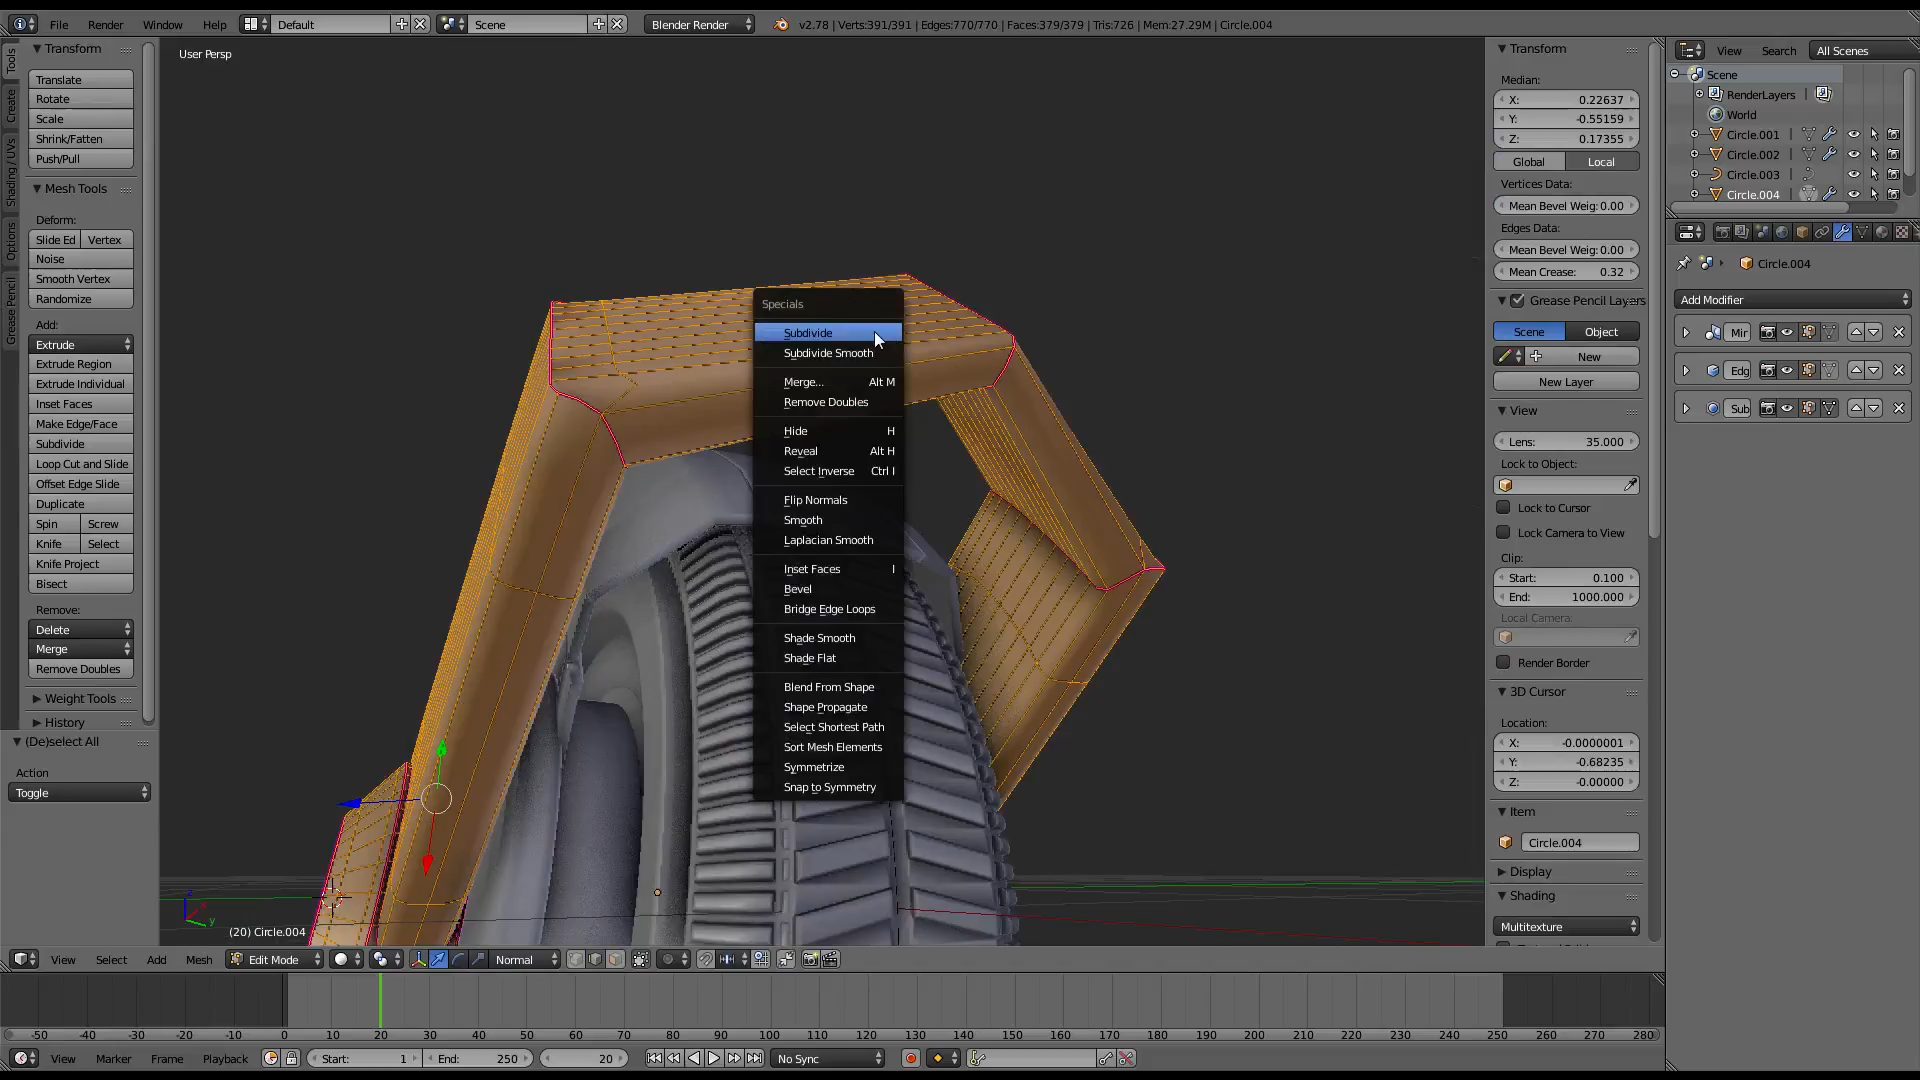 File
Render
Window
Help
Default
Scene
Blender Render
v2.78 | Verts:391/391 | Edges:770/770 | Faces:379/379 | Tris:726 | Mem:27.29M | Circle.004
Tools
Create
Shading / UVs
Options
Grease Pencil
Transform
Translate
Rotate
Scale
Shrink/Fatten
Push/Pull
Mesh Tools
Deform:
Slide Ed
Vertex
Noise
Smooth Vertex
Randomize
Add:
Extrude
Extrude Region
Extrude Individual
Inset Faces
Make Edge/Face
Subdivide
Loop Cut and Slide
Offset Edge Slide
Duplicate
Spin
Screw
Knife
Select
Knife Project
Bisect
Remove:
Delete
Merge
Remove Doubles
Weight Tools
History
(De)select All
Action
Toggle
User Persp
Specials
Subdivide
Subdivide Smooth
Merge... Alt M
Remove Doubles
Hide H
Reveal Alt H
Select Inverse Ctrl I
Flip Normals
Smooth
Laplacian Smooth
Inset Faces I
Bevel
Bridge Edge Loops
Shade Smooth
Shade Flat
Blend From Shape
Shape Propagate
Select Shortest Path
Sort Mesh Elements
Symmetrize
Snap to Symmetry
(20) Circle.004
Transform
Median:
X: 0.22637
Y: -0.55159
Z: 0.17355
Global
Local
Vertices Data:
Mean Bevel Weig: 0.00
Edges Data:
Mean Bevel Weig: 0.00
Mean Crease: 0.32
Grease Pencil Layers
Scene
Object
New
New Layer
View
Lens: 35.000
Lock to Object:
Lock to Cursor
Lock Camera to View
Clip:
Start: 0.100
End: 1000.000
Local Camera:
Render Border
3D Cursor
Location:
X: -0.0000001
Y: -0.68235
Z: -0.00000
Item
Circle.004
Display
Shading
Multitexture
View
Search
All Scenes
Scene
RenderLayers
World
Circle.001
Circle.002
Circle.003
Circle.004
Circle.004
Add Modifier
Mir
Edg
Sub
View
Select
Add
Mesh
Edit Mode
Normal
-50 -40 -30 -20 -10 0 10 20 30 40 50 60 70 80 90 100 110 120 130 140 150 160 170 180 190 200 210 220 230 240 250 260 270 280
View
Marker
Frame
Playback
Start: 1
End: 250
20
No Sync